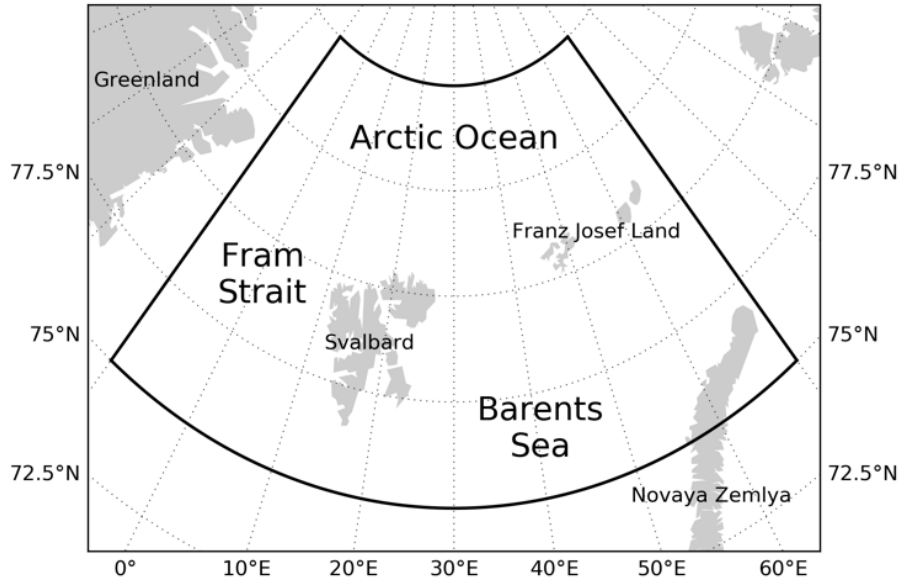 Greenland
Arctic Ocean
77.5°N
77.5°N
Franz Josef Land
Fram
Strait
75°N
75°N
Svalbard
Barents
Sea
72.5°N
72.5°N
Novaya Zemlya
0°
10°E
20°E
30°E
40°E
50°E
60°E